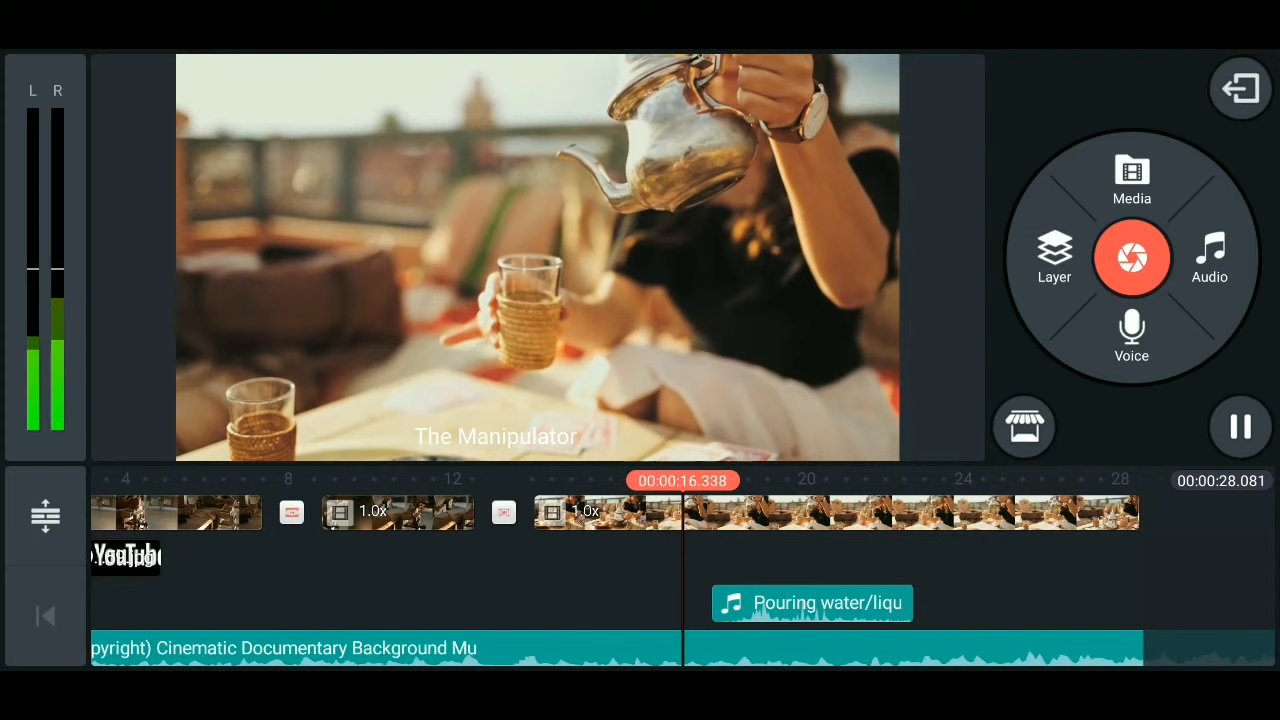 L R
Media
Layer
Audio
Voice
The Manipulator
4 8 12 00:00:16.338 20 24 28 00:00:28.081
1.0x 1.0x
YouTube
.jpg
Pouring water/liqu
pyright) Cinematic Documentary Background Mu